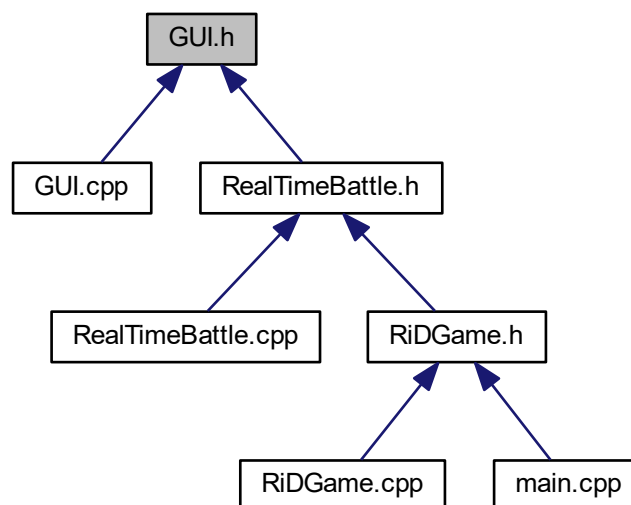 GUI.h
GUI.cpp
RealTimeBattle.h
RealTimeBattle.cpp
RiDGame.h
RiDGame.cpp
main.cpp